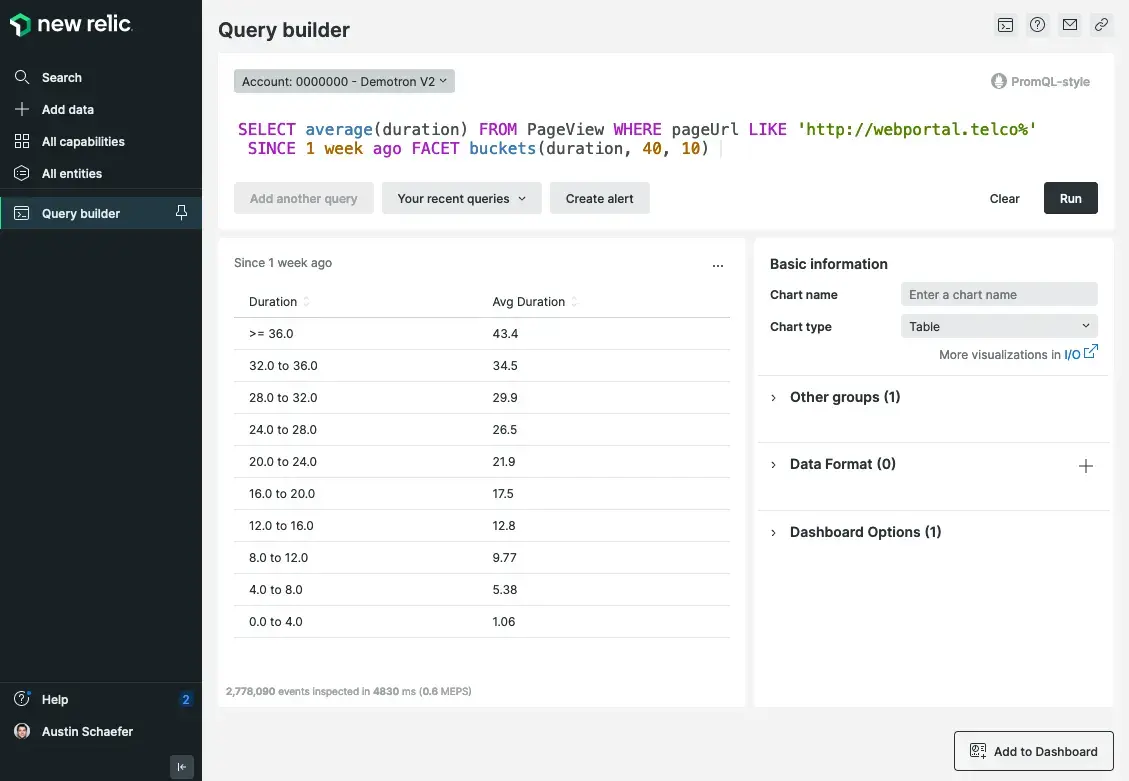 new relic.
Query builder
Search
Add data
All capabilities
All entities
Query builder
Help 2
Austin Schaefer
Account: 0000000 - Demotron V2
PromQL-style
SELECT average(duration) FROM PageView WHERE pageUrl LIKE 'http://webportal.telco%'
SINCE 1 week ago FACET buckets(duration, 40, 10)
Add another query
Your recent queries
Create alert
Clear
Run
Since 1 week ago
...
Duration Avg Duration
>= 36.0 43.4
32.0 to 36.0 34.5
28.0 to 32.0 29.9
24.0 to 28.0 26.5
20.0 to 24.0 21.9
16.0 to 20.0 17.5
12.0 to 16.0 12.8
8.0 to 12.0 9.77
4.0 to 8.0 5.38
0.0 to 4.0 1.06
2,778,090 events inspected in 4830 ms (0.6 MEPS)
Basic information
Chart name Enter a chart name
Chart type Table
More visualizations in I/O
Other groups (1)
Data Format (0)
Dashboard Options (1)
Add to Dashboard